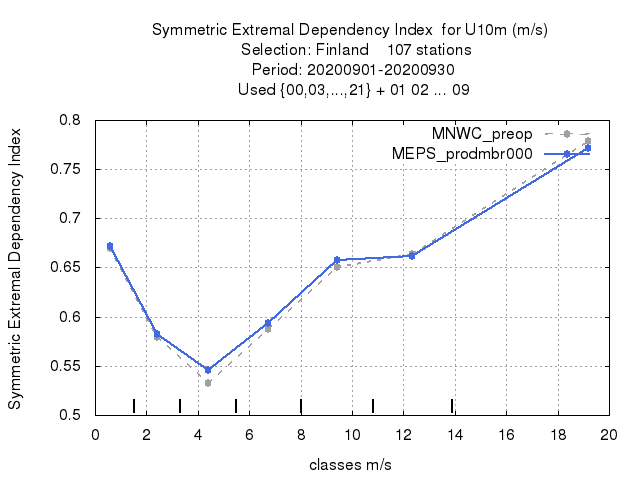 Symmetric Extremal Dependency Index  for U10m (m/s)
Selection: Finland    107 stations
Period: 20200901-20200930
Used {00,03,...,21} + 01 02 ... 09
MNWC_preop
MEPS_prodmbr000
Symmetric Extremal Dependency Index
0.8
0.75
0.7
0.65
0.6
0.55
0.5
0 2 4 6 8 10 12 14 16 18 20
classes m/s